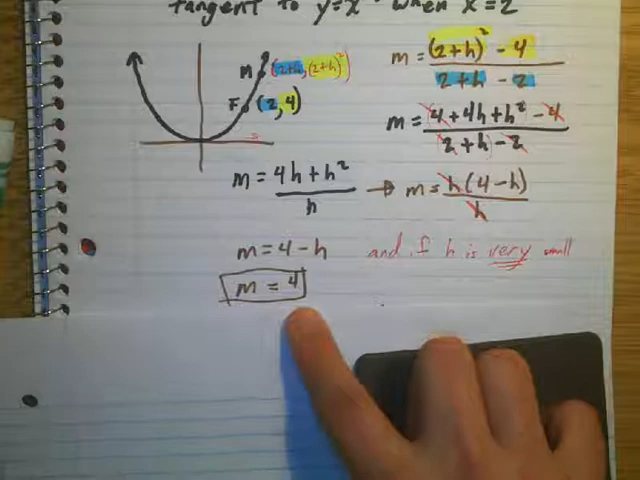 tangent to y=x² when x=2
M (2+h, (2+h)²)
F (2, 4)
m = (2+h)² - 4 / 2+h - 2
m = 4+4h+h² - 4 / 2+h-2
m = 4h+h² / h → m = h(4-h) / h
m = 4 - h and if h is very small
m = 4